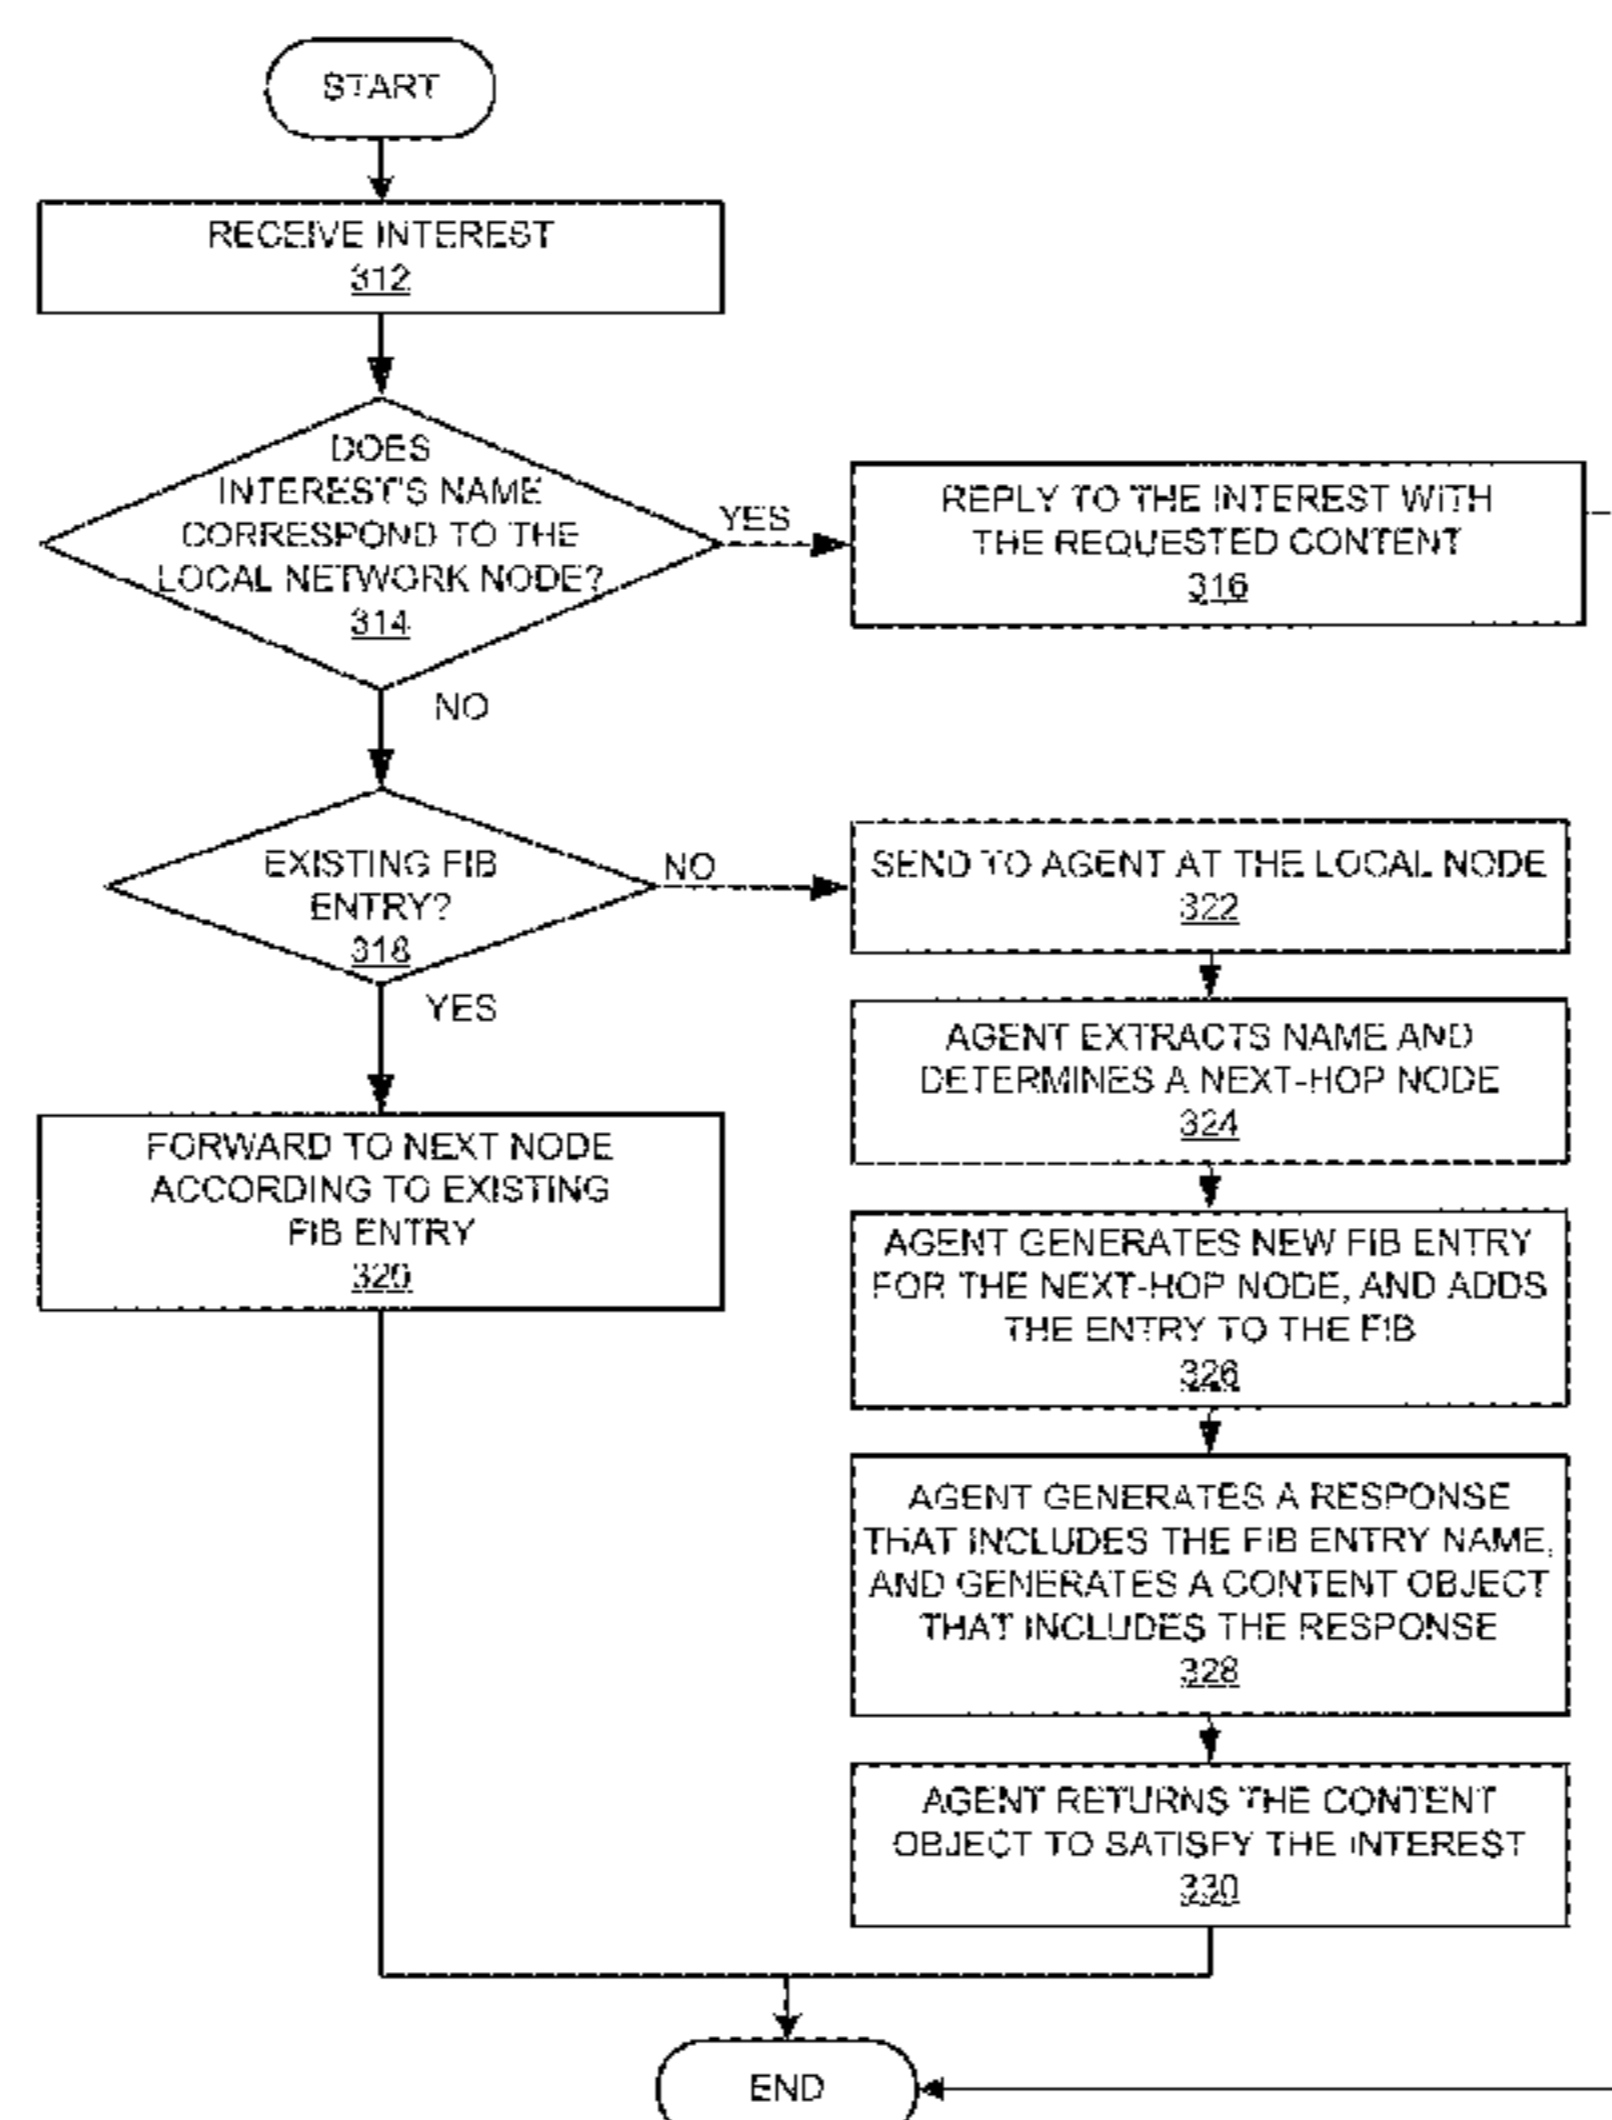 START
RECEIVE INTEREST
312
DOES
INTEREST'S NAME
CORRESPOND TO THE
LOCAL NETWORK NODE?
314
YES
REPLY TO THE INTEREST WITH
THE REQUESTED CONTENT
316
NO
EXISTING FIB
ENTRY?
318
NO
SEND TO AGENT AT THE LOCAL NODE
322
YES
AGENT EXTRACTS NAME AND
DETERMINES A NEXT-HOP NODE
324
FORWARD TO NEXT NODE
ACCORDING TO EXISTING
FIB ENTRY
320
AGENT GENERATES NEW FIB ENTRY
FOR THE NEXT-HOP NODE, AND ADDS
THE ENTRY TO THE FIB
326
AGENT GENERATES A RESPONSE
THAT INCLUDES THE FIB ENTRY NAME,
AND GENERATES A CONTENT OBJECT
THAT INCLUDES THE RESPONSE
328
AGENT RETURNS THE CONTENT
OBJECT TO SATISFY THE INTEREST
330
END